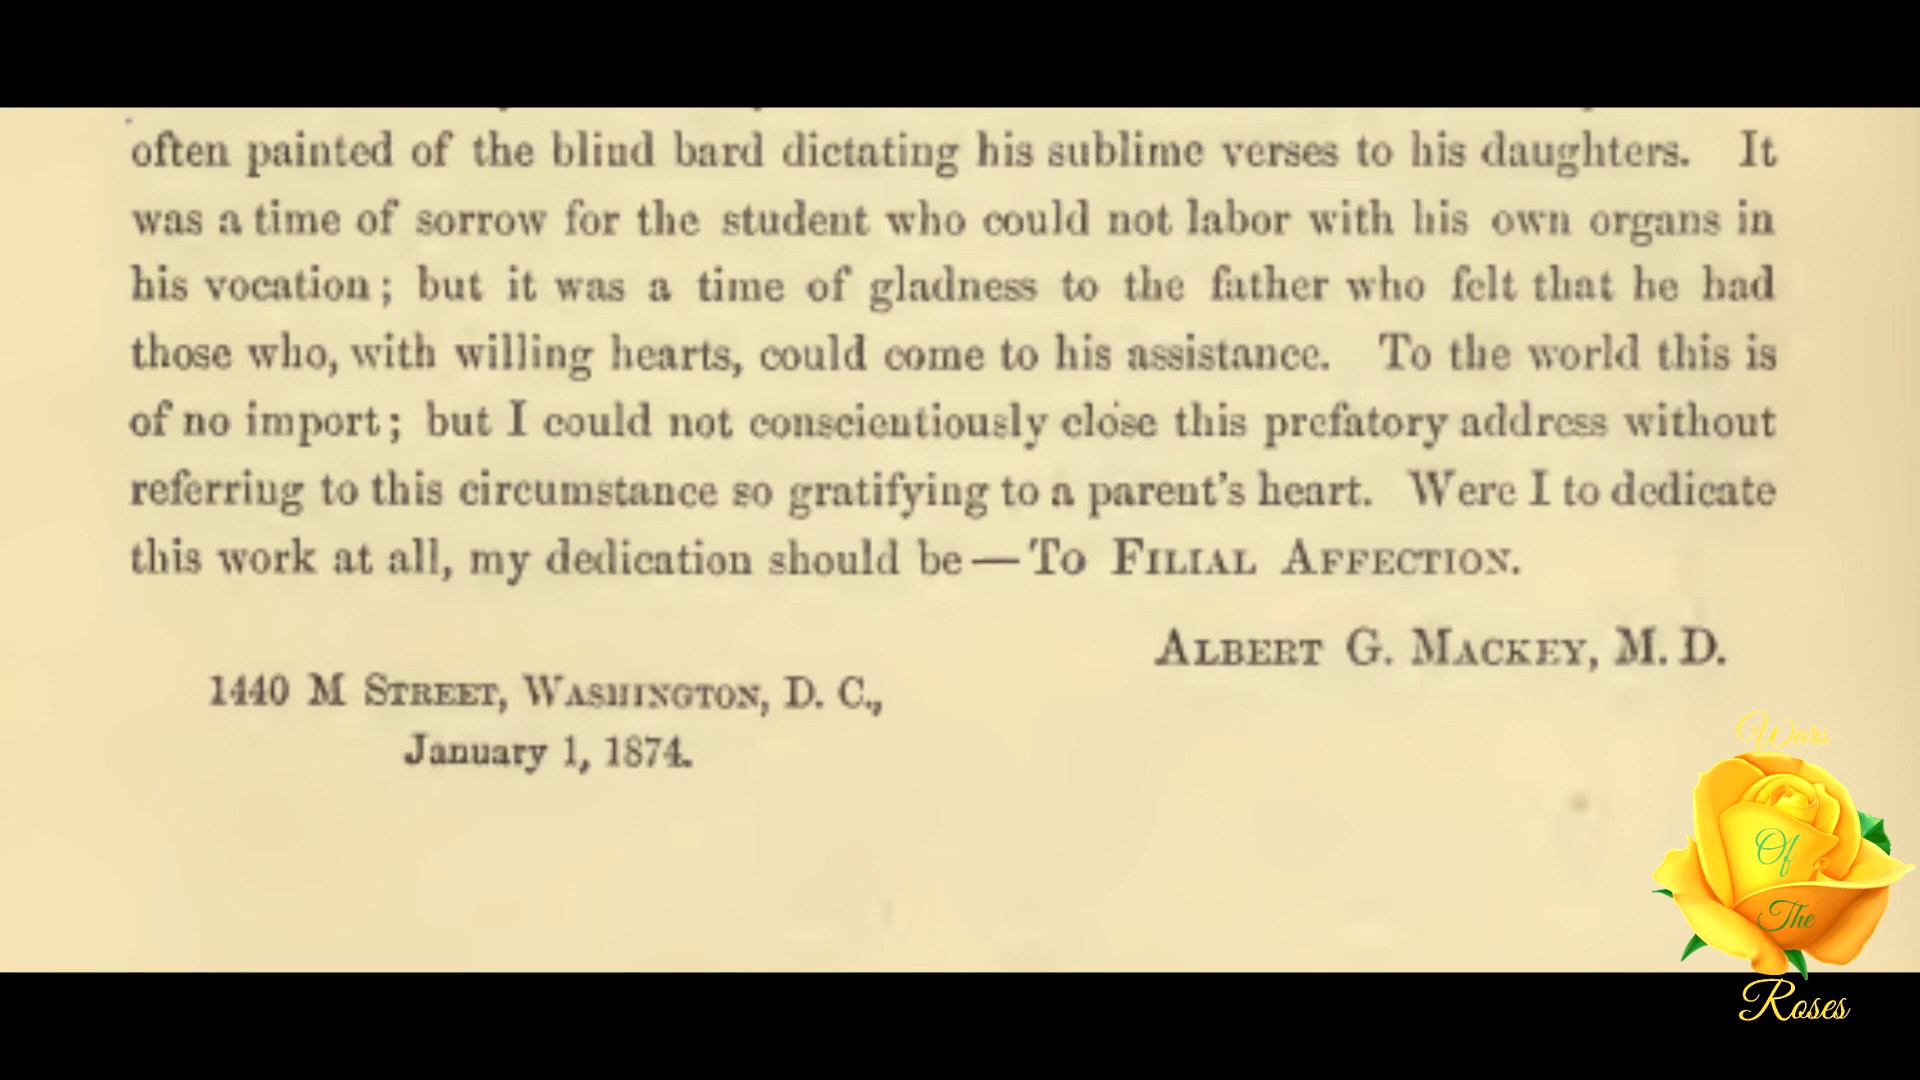 often painted of the blind bard dictating his sublime verses to his daughters. It
was a time of sorrow for the student who could not labor with his own organs in
his vocation; but it was a time of gladness to the father who felt that he had
those who, with willing hearts, could come to his assistance. To the world this is
of no import; but I could not conscientiously close this prefatory address without
referring to this circumstance so gratifying to a parent's heart. Were I to dedicate
this work at all, my dedication should be — To Filial Affection.
Albert G. Mackey, M. D.
1440 M Street, Washington, D. C.,
January 1, 1874.
Wars
Of
The
Roses